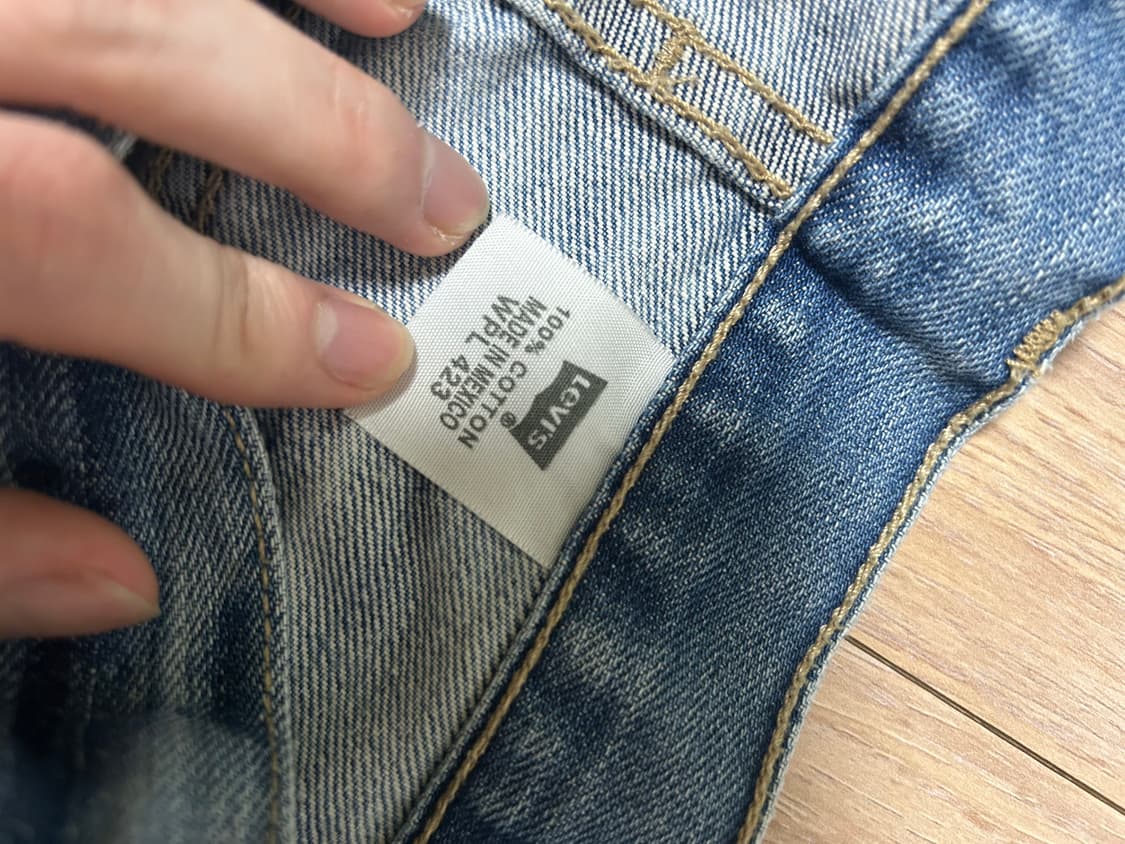 Levi's
®
100% COTTON
MADE IN MEXICO
WPL 423